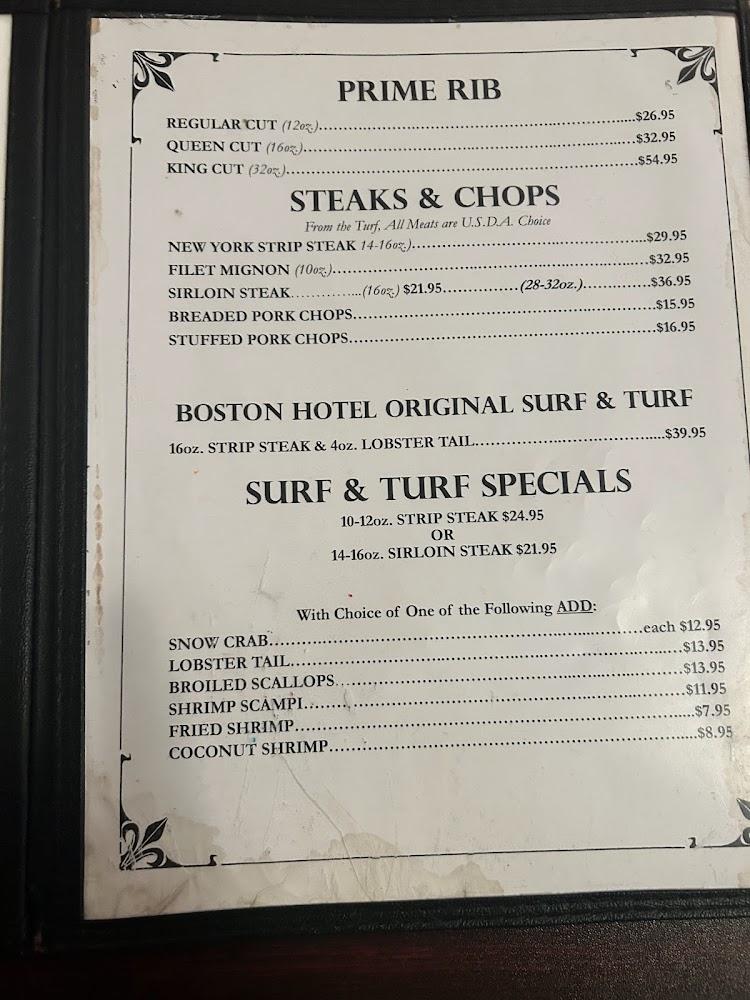 PRIME RIB
REGULAR CUT (12oz.)..........$26.95
QUEEN CUT (16oz.)..........$32.95
KING CUT (32oz.)..........$54.95
STEAKS & CHOPS
From the Turf, All Meats are U.S.D.A. Choice
NEW YORK STRIP STEAK 14-16oz.)..........$29.95
FILET MIGNON (10oz.)..........$32.95
SIRLOIN STEAK..........(16oz.) $21.95..........(28-32oz.)..........$36.95
BREADED PORK CHOPS..........$15.95
STUFFED PORK CHOPS..........$16.95
BOSTON HOTEL ORIGINAL SURF & TURF
16oz. STRIP STEAK & 4oz. LOBSTER TAIL..........$39.95
SURF & TURF SPECIALS
10-12oz. STRIP STEAK $24.95
OR
14-16oz. SIRLOIN STEAK $21.95
With Choice of One of the Following ADD:
SNOW CRAB..........each $12.95
LOBSTER TAIL..........$13.95
BROILED SCALLOPS..........$13.95
SHRIMP SCAMPI..........$11.95
FRIED SHRIMP..........$7.95
COCONUT SHRIMP..........$8.95